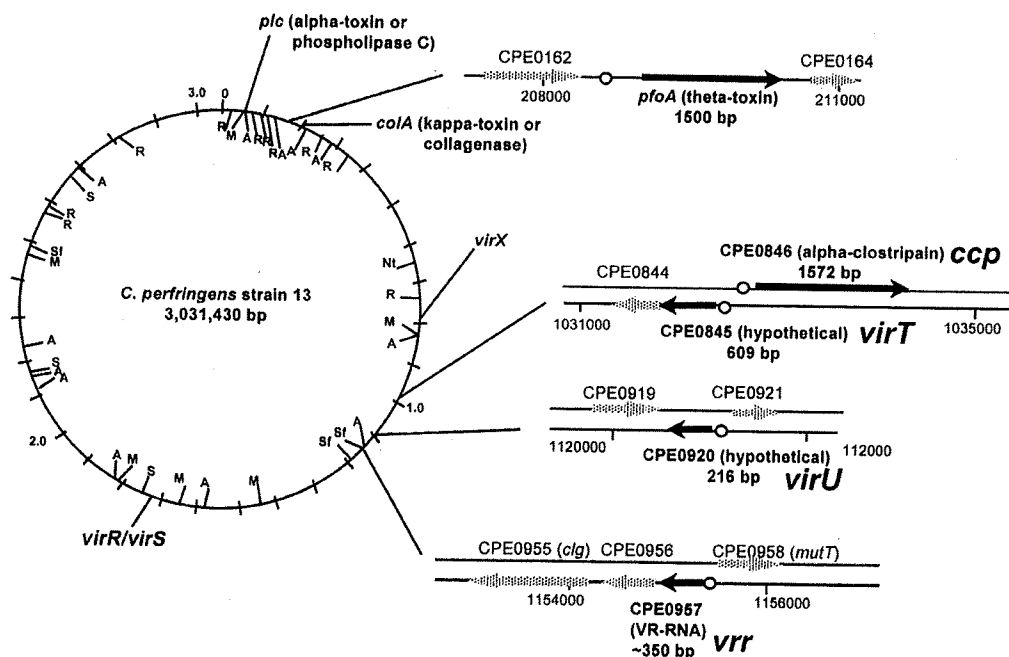 plc (alpha-toxin or
phospholipase C)
CPE0162
CPE0164
208000
pfoA (theta-toxin)
1500 bp
211000
3.0
0
colA (kappa-toxin or
collagenase)
R
M
A
R
R
R
A
A
R
A
R
R
A
S
R
R
Sf
M
virX
Nt
R
M
A
C. perfringens strain 13
3,031,430 bp
CPE0846 (alpha-clostripain) ccp
1572 bp
CPE0844
1031000
1035000
CPE0845 (hypothetical) virT
609 bp
A
S
A
A
1.0
2.0
A
Sf
Sf
CPE0919
CPE0921
1120000
112000
CPE0920 (hypothetical)
216 bp virU
A
M
S
M
A
M
virR/virS
CPE0955 (clg)
CPE0956
CPE0958 (mutT)
1154000
1156000
CPE0957
(VR-RNA)
~350 bp vrr